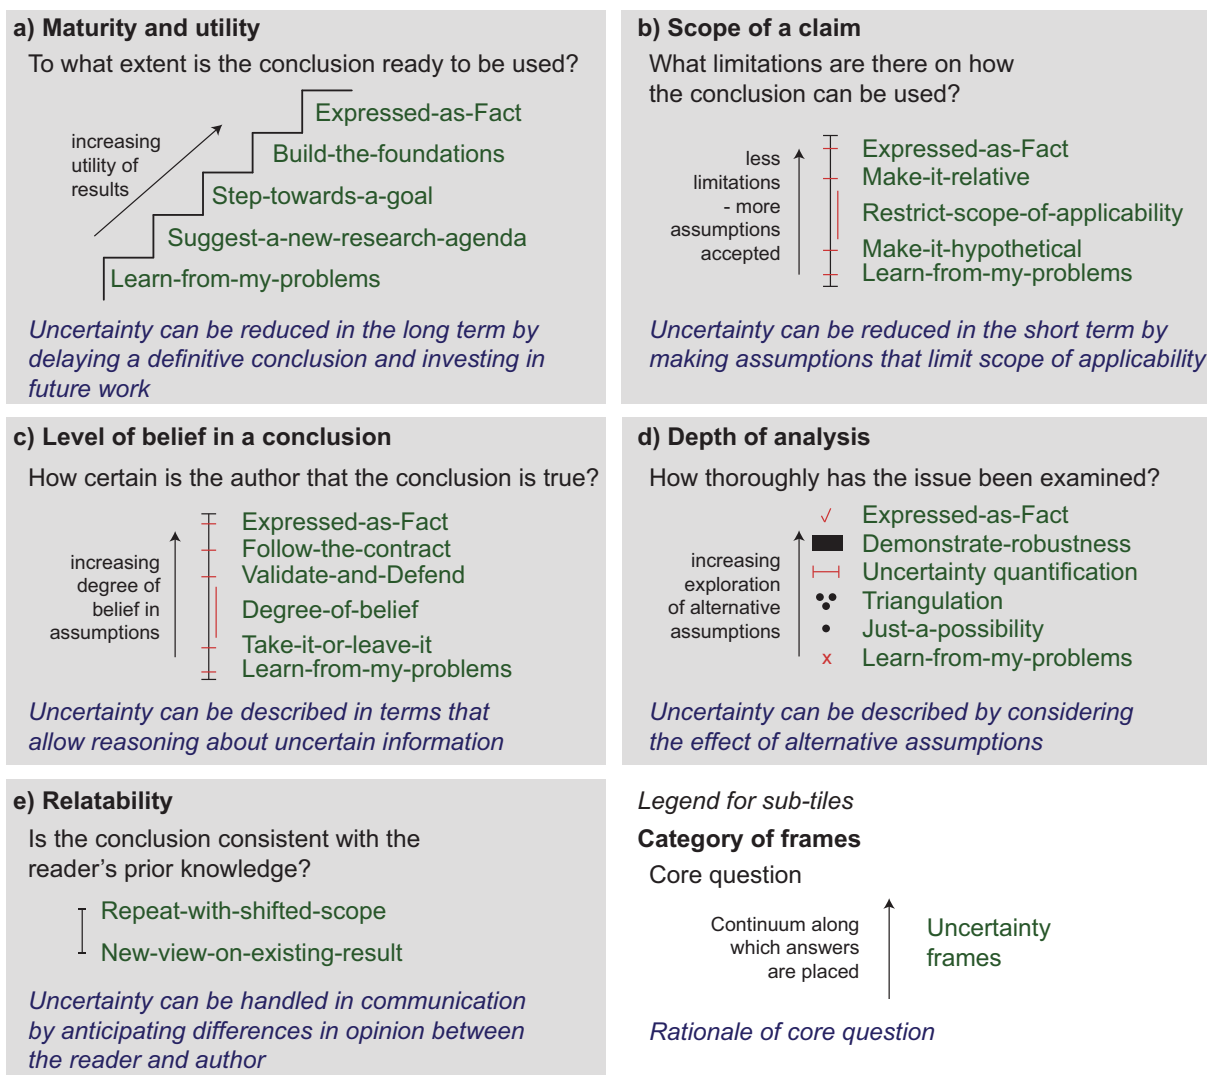 a) Maturity and utility
To what extent is the conclusion ready to be used?
increasing
utility of
results
Expressed-as-Fact
Build-the-foundations
Step-towards-a-goal
Suggest-a-new-research-agenda
Learn-from-my-problems
Uncertainty can be reduced in the long term by
delaying a definitive conclusion and investing in
future work
b) Scope of a claim
What limitations are there on how
the conclusion can be used?
less
limitations
- more
assumptions
accepted
Expressed-as-Fact
Make-it-relative
Restrict-scope-of-applicability
Make-it-hypothetical
Learn-from-my-problems
Uncertainty can be reduced in the short term by
making assumptions that limit scope of applicability
c) Level of belief in a conclusion
How certain is the author that the conclusion is true?
increasing
degree of
belief in
assumptions
Expressed-as-Fact
Follow-the-contract
Validate-and-Defend
Degree-of-belief
Take-it-or-leave-it
Learn-from-my-problems
Uncertainty can be described in terms that
allow reasoning about uncertain information
d) Depth of analysis
How thoroughly has the issue been examined?
increasing
exploration
of alternative
assumptions
Expressed-as-Fact
Demonstrate-robustness
Uncertainty quantification
Triangulation
Just-a-possibility
x Learn-from-my-problems
Uncertainty can be described by considering
the effect of alternative assumptions
e) Relatability
Is the conclusion consistent with the
reader's prior knowledge?
Repeat-with-shifted-scope
New-view-on-existing-result
Uncertainty can be handled in communication
by anticipating differences in opinion between
the reader and author
Legend for sub-tiles
Category of frames
Core question
Continuum along
which answers
are placed
Uncertainty
frames
Rationale of core question